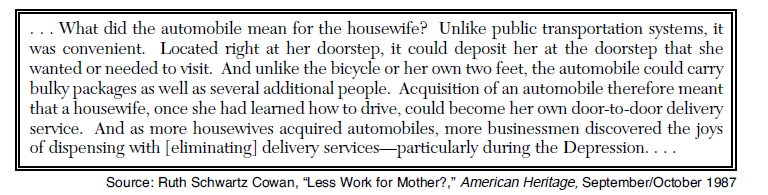 . . . What did the automobile mean for the housewife? Unlike public transportation systems, it
was convenient. Located right at her doorstep, it could deposit her at the doorstep that she
wanted or needed to visit. And unlike the bicycle or her own two feet, the automobile could carry
bulky packages as well as several additional people. Acquisition of an automobile therefore meant
that a housewife, once she had learned how to drive, could become her own door-to-door delivery
service. And as more housewives acquired automobiles, more businessmen discovered the joys
of dispensing with [eliminating] delivery services—particularly during the Depression. . . .
Source: Ruth Schwartz Cowan, “Less Work for Mother?,” American Heritage, September/October 1987